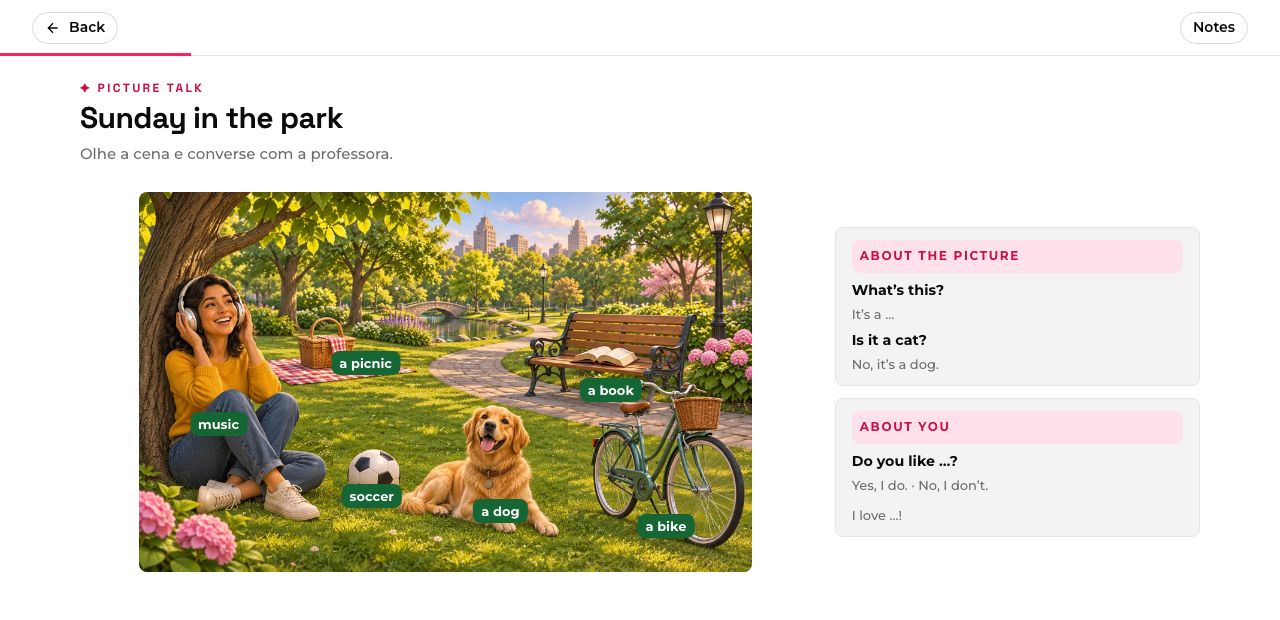 Back
Notes
PICTURE TALK
Sunday in the park
Olhe a cena e converse com a professora.
a picnic
a book
music
soccer
a dog
a bike
ABOUT THE PICTURE
What’s this?
It’s a ...
Is it a cat?
No, it’s a dog.
ABOUT YOU
Do you like ...?
Yes, I do. · No, I don’t.
I love ...!